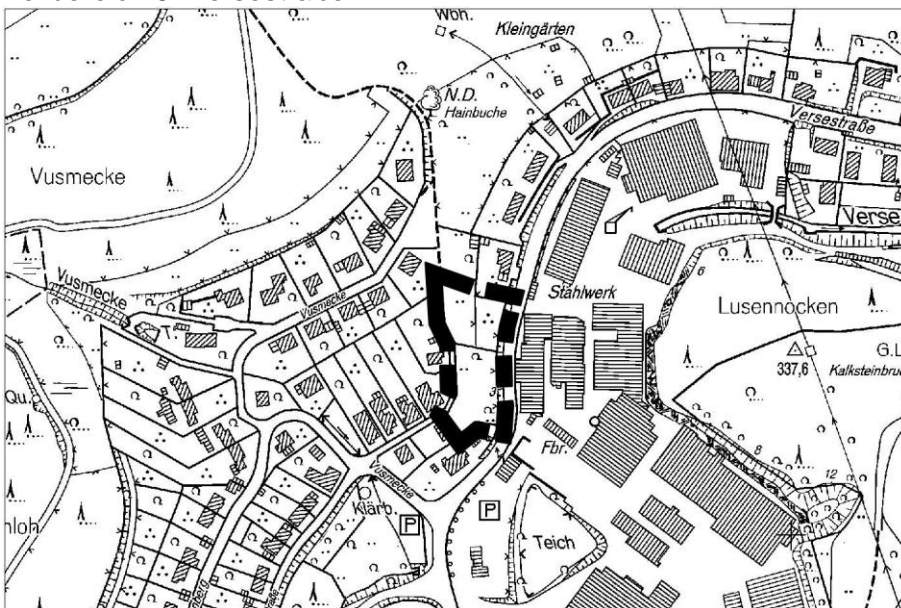 Wbh.
Kleingärten
N.D.
Hainbuche
Versestraße
Vusmecke
Verse
Vusmecke
Vusmecke
Stahlwerk
Lusennocken
T.
G.L
337,6
Kalksteinbru
Qu.
6
3
8
12
Fbr.
Vusmecke
Klärb.
P
P
Teich
nloh